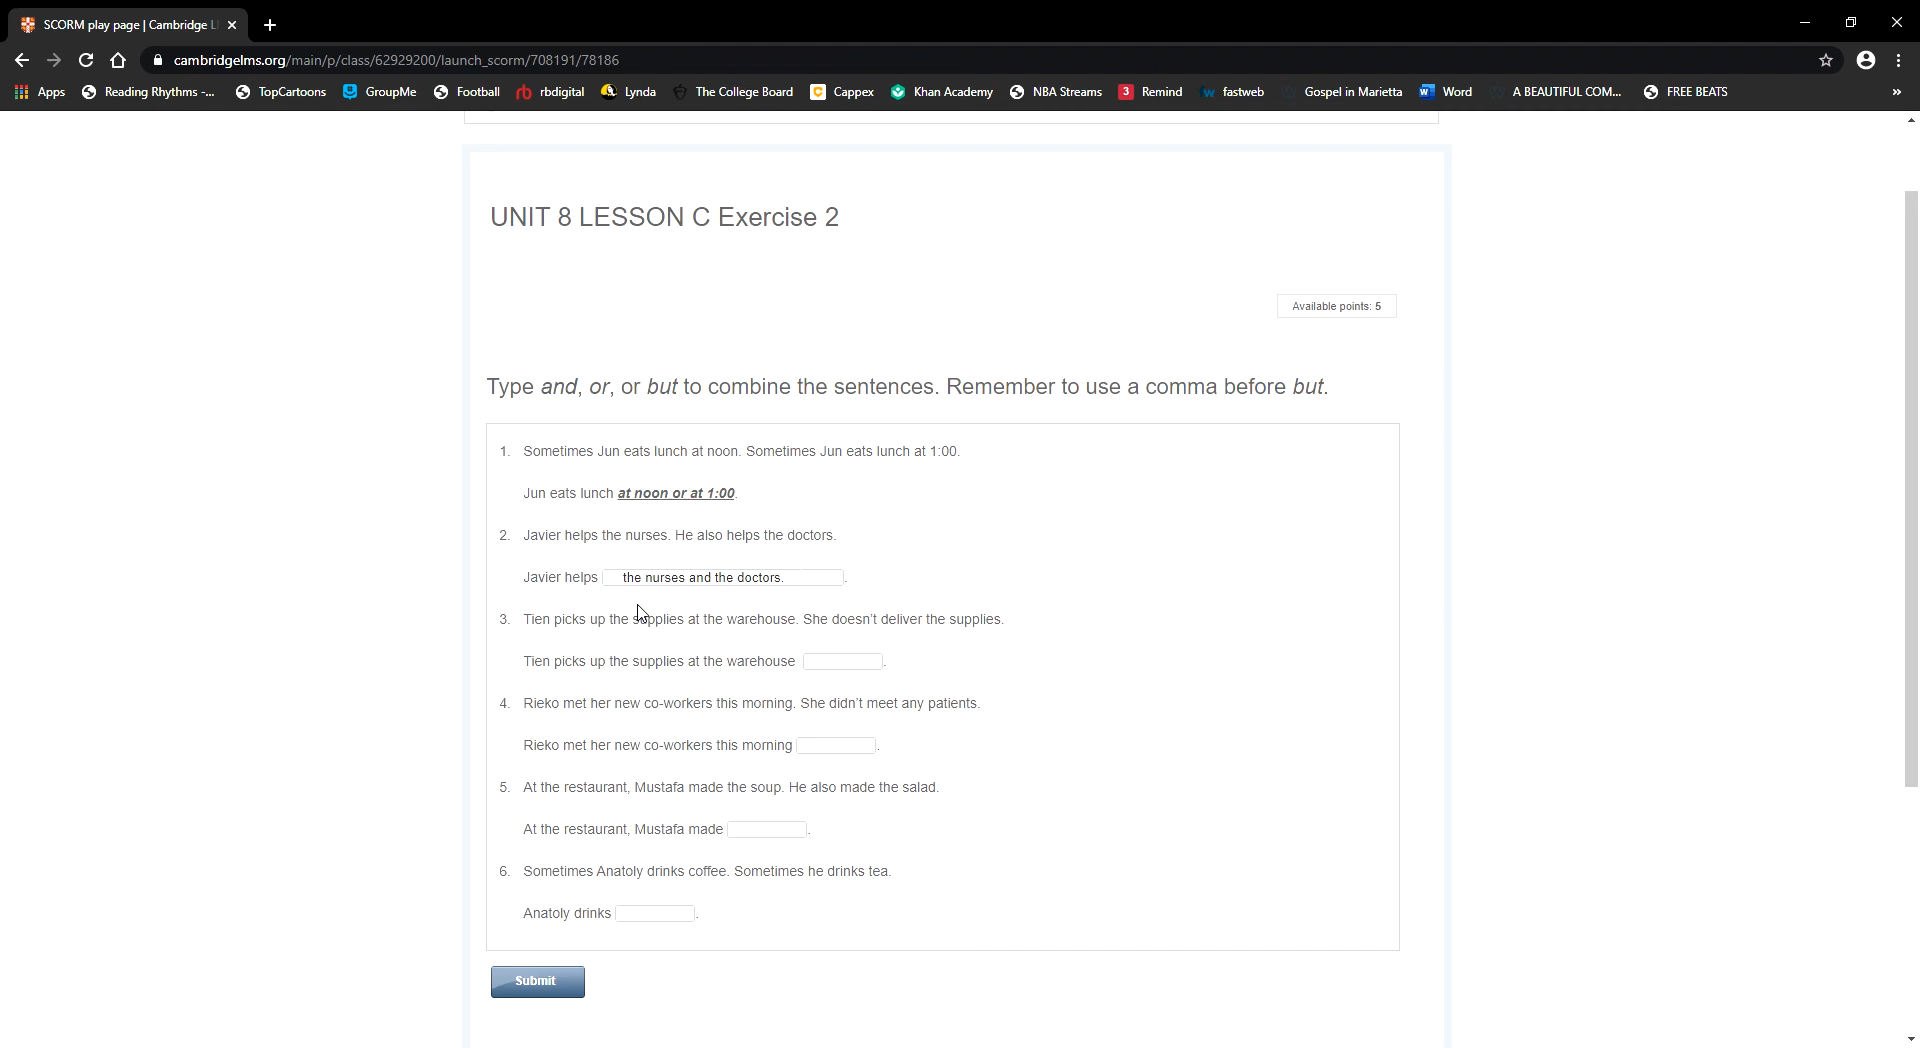 SCORM play page | Cambridge L
cambridgelms.org/main/p/class/62929200/launch_scorm/708191/78186
Apps Reading Rhythms -... TopCartoons GroupMe Football rbdigital Lynda The College Board Cappex Khan Academy NBA Streams 3 Remind fastweb Gospel in Marietta Word A BEAUTIFUL COM... FREE BEATS »
UNIT 8 LESSON C Exercise 2
Available points: 5
Type and, or, or but to combine the sentences. Remember to use a comma before but.
1. Sometimes Jun eats lunch at noon. Sometimes Jun eats lunch at 1:00.
Jun eats lunch at noon or at 1:00.
2. Javier helps the nurses. He also helps the doctors.
Javier helps the nurses and the doctors. .
3. Tien picks up the supplies at the warehouse. She doesn't deliver the supplies.
Tien picks up the supplies at the warehouse .
4. Rieko met her new co-workers this morning. She didn't meet any patients.
Rieko met her new co-workers this morning .
5. At the restaurant, Mustafa made the soup. He also made the salad.
At the restaurant, Mustafa made .
6. Sometimes Anatoly drinks coffee. Sometimes he drinks tea.
Anatoly drinks .
Submit